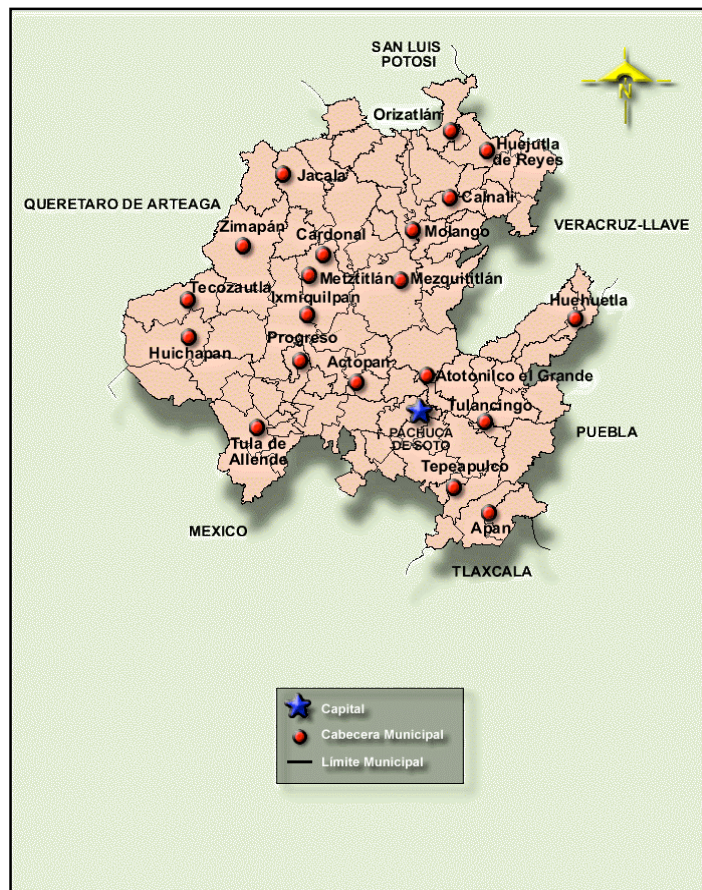 SAN LUIS
POTOSI
N
Orizatlán
Huejutla
de Reyes
Jacala
Calnali
QUERETARO DE ARTEAGA
Zimapán
Cardonal
Molango
VERACRUZ-LLAVE
Metztitlán
Mezquititlán
Tecozautla
Ixmiquilpan
Huehuetla
Huichapan
Progreso
Actopan
Atotonilco el Grande
Tulancingo
PACHUCA
DE SOTO
PUEBLA
Tula de
Allende
Tepeapulco
MEXICO
Apan
TLAXCALA
Capital
Cabecera Municipal
Límite Municipal